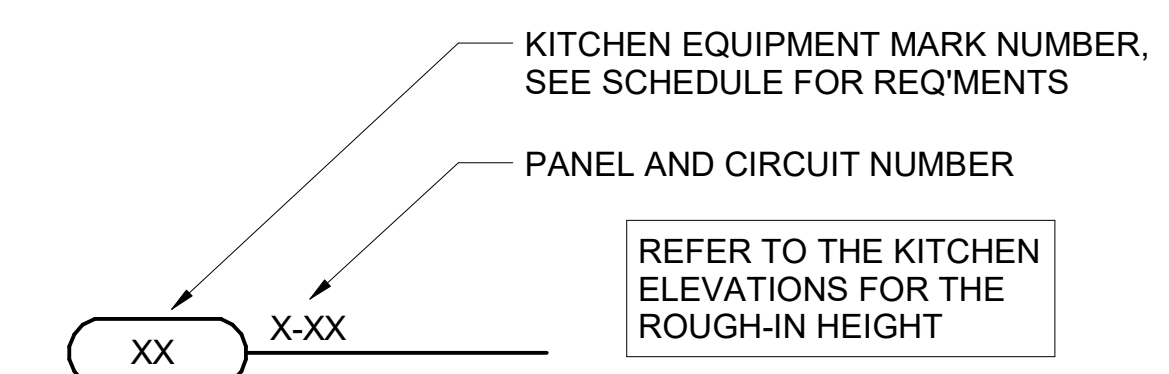 KITCHEN EQUIPMENT MARK NUMBER,
SEE SCHEDULE FOR REQ'MENTS
PANEL AND CIRCUIT NUMBER
REFER TO THE KITCHEN
ELEVATIONS FOR THE
ROUGH-IN HEIGHT
X-XX
XX